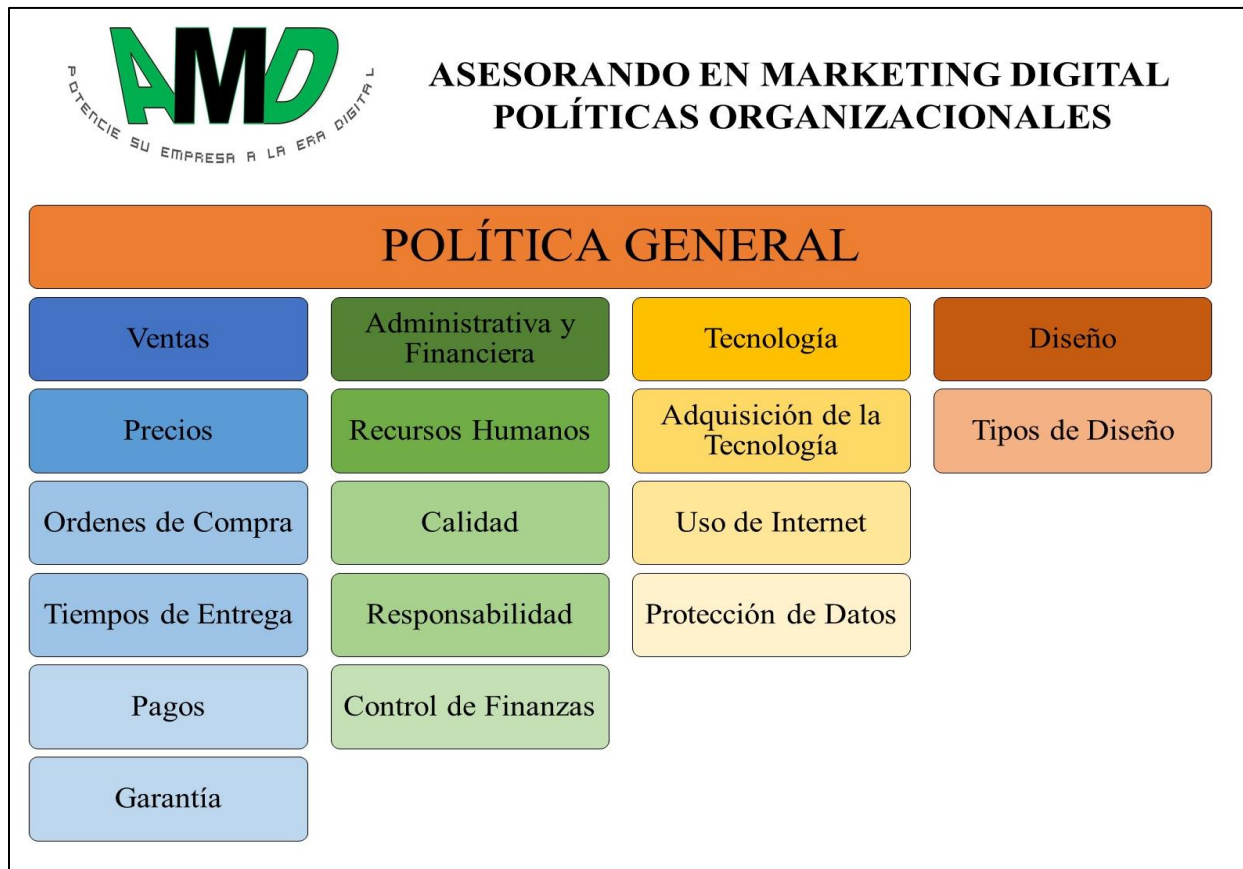 AMD
POTENCIE SU EMPRESA A LA ERA DIGITAL
ASESORANDO EN MARKETING DIGITAL
POLÍTICAS ORGANIZACIONALES
POLÍTICA GENERAL
Ventas
Precios
Ordenes de Compra
Tiempos de Entrega
Pagos
Garantía
Administrativa y
Financiera
Recursos Humanos
Calidad
Responsabilidad
Control de Finanzas
Tecnología
Adquisición de la
Tecnología
Uso de Internet
Protección de Datos
Diseño
Tipos de Diseño